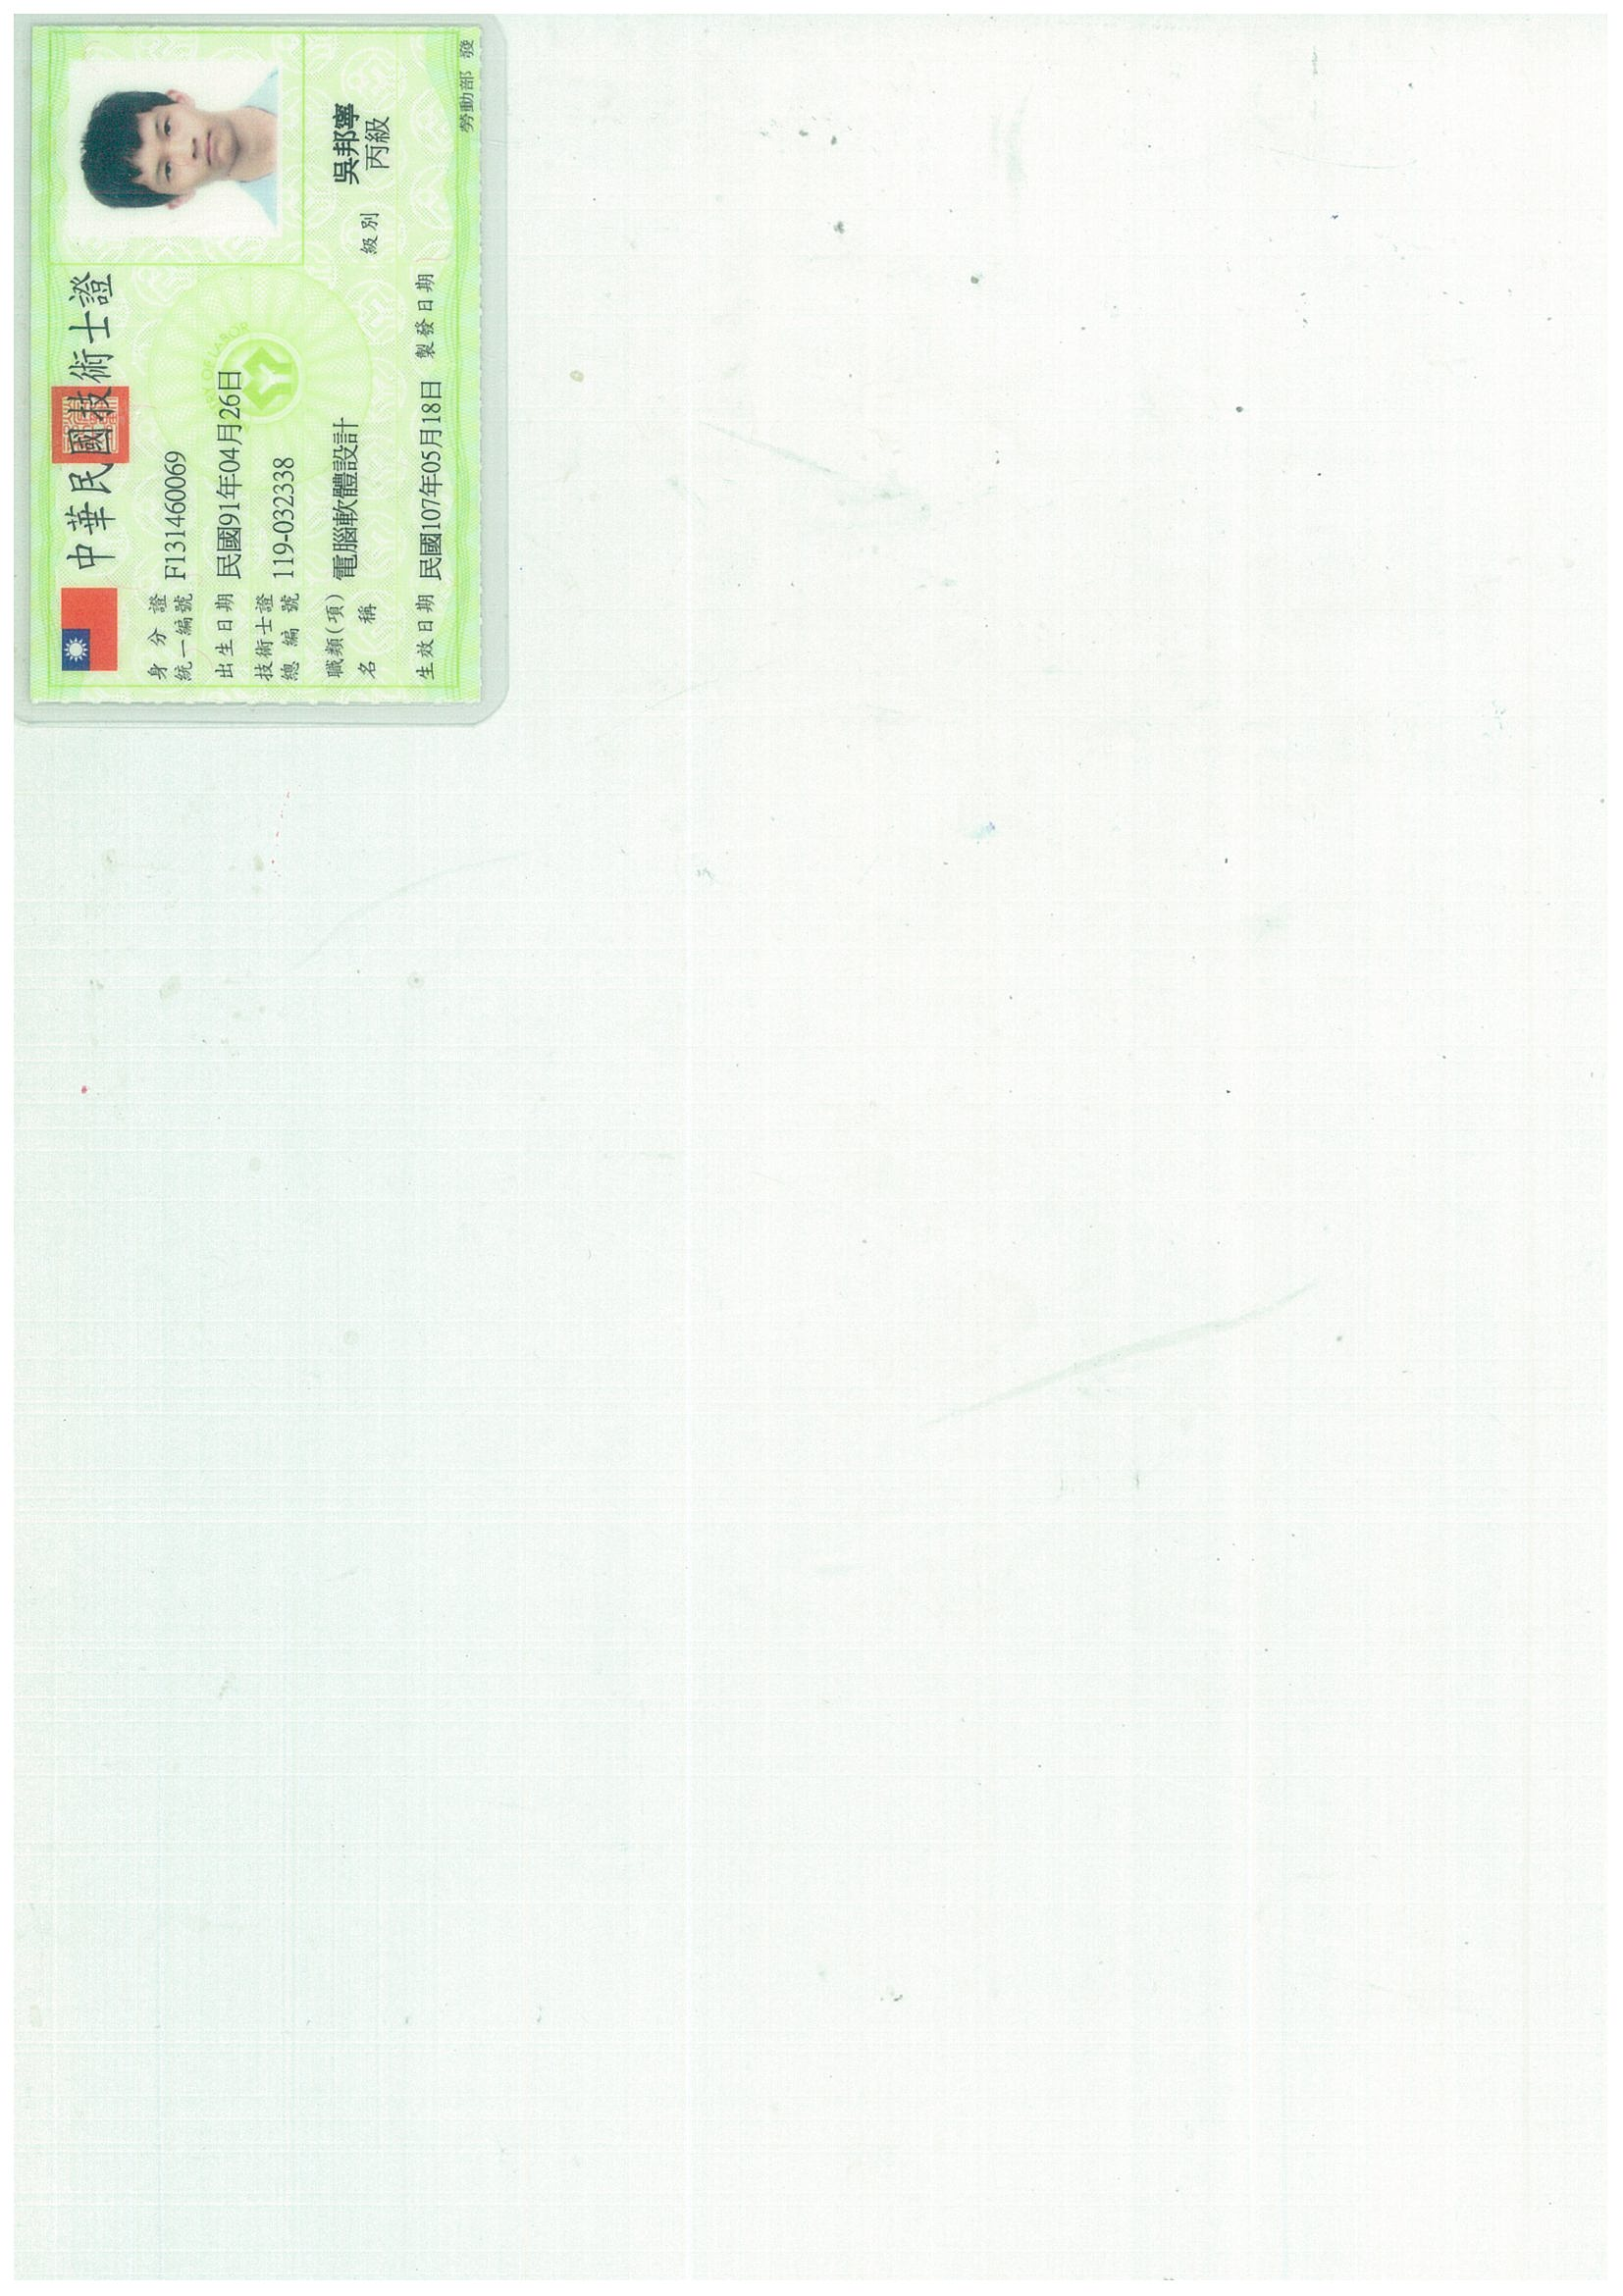 中華民國技術士證
身分證
統一編號 F131460069
出生日期 民國91年04月26日
技術士證
總編號 119-032338
吳邦寧
職類(項) 電腦軟體設計
名稱
級別 丙級
生效日期 民國107年05月18日 製發日期
勞動部 發